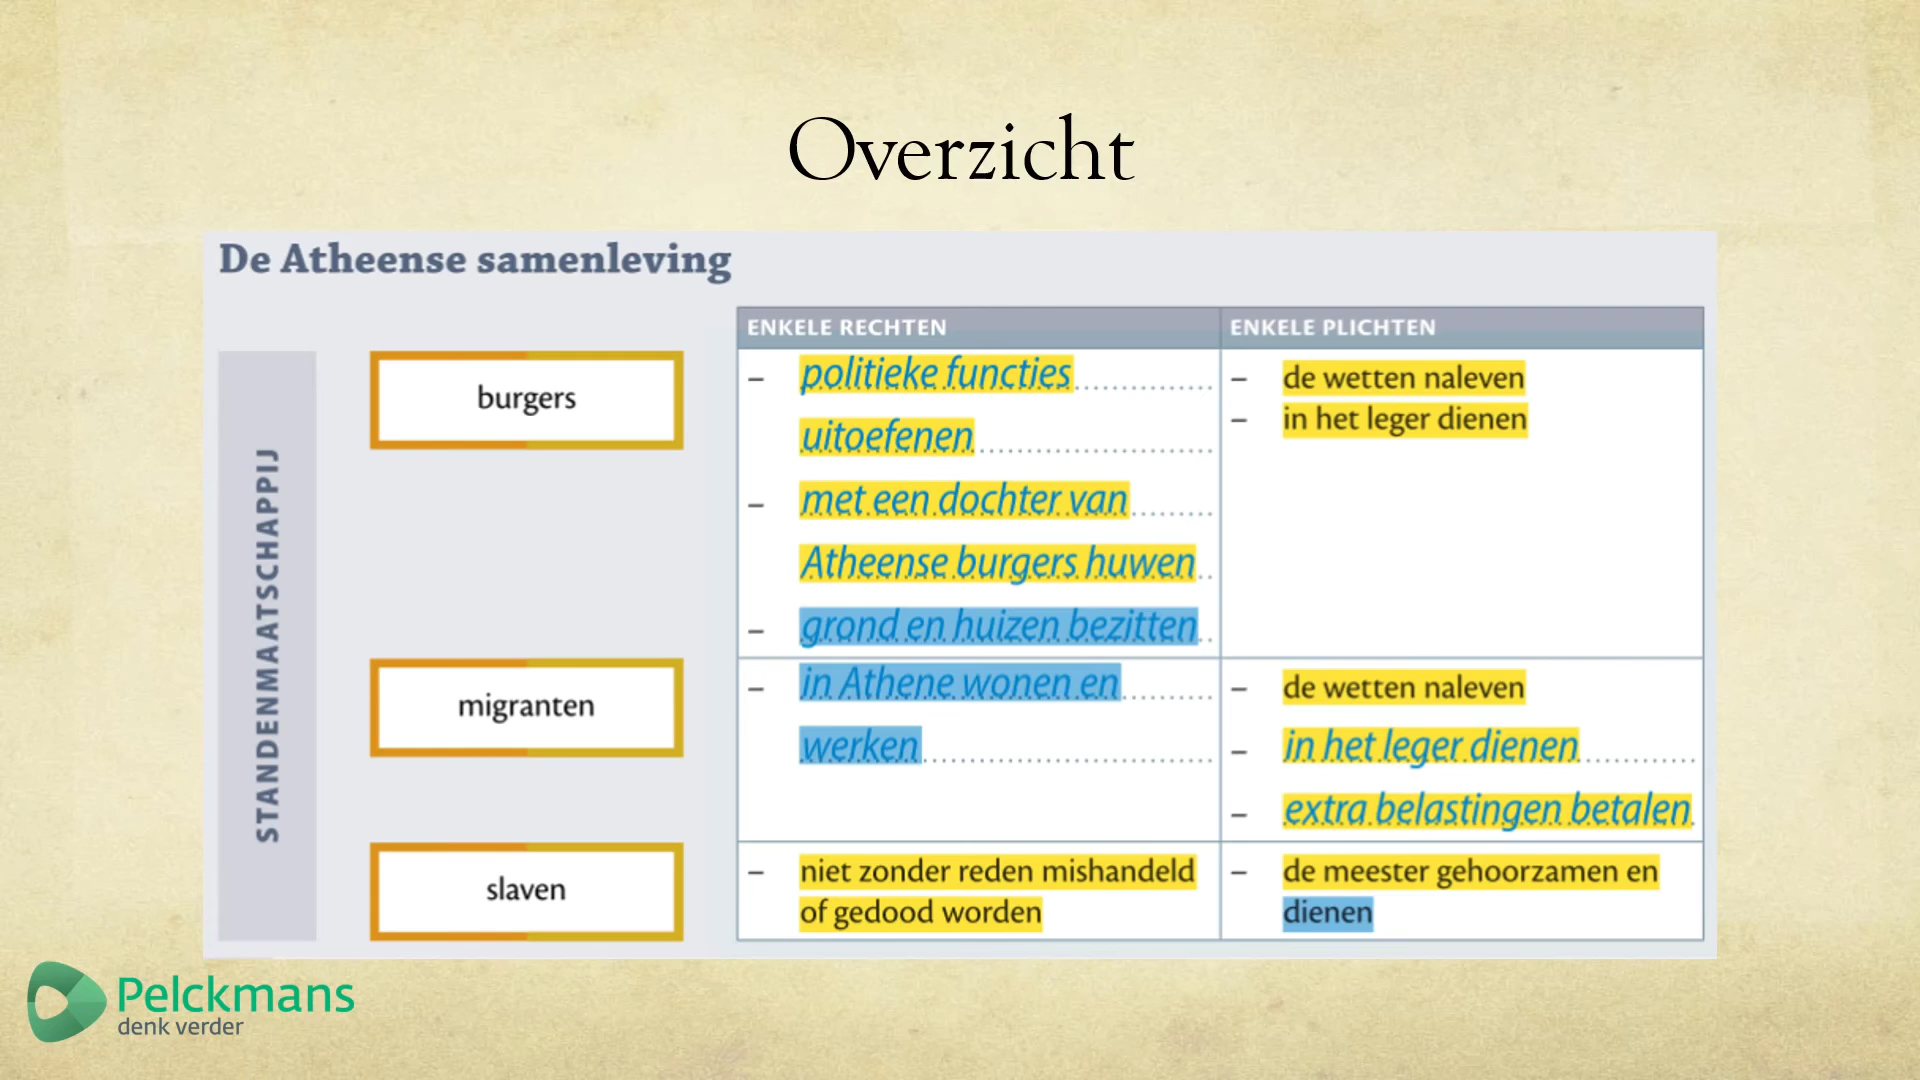 Overzicht
De Atheense samenleving
STANDENMAATSCHAPPIJ
ENKELE RECHTEN
ENKELE PLICHTEN
burgers
– politieke functies
uitoefenen
– met een dochter van
Atheense burgers huwen
– grond en huizen bezitten
– de wetten naleven
– in het leger dienen
migranten
– in Athene wonen en
werken
– de wetten naleven
– in het leger dienen
– extra belastingen betalen
slaven
– niet zonder reden mishandeld
of gedood worden
– de meester gehoorzamen en
dienen
Pelckmans
denk verder